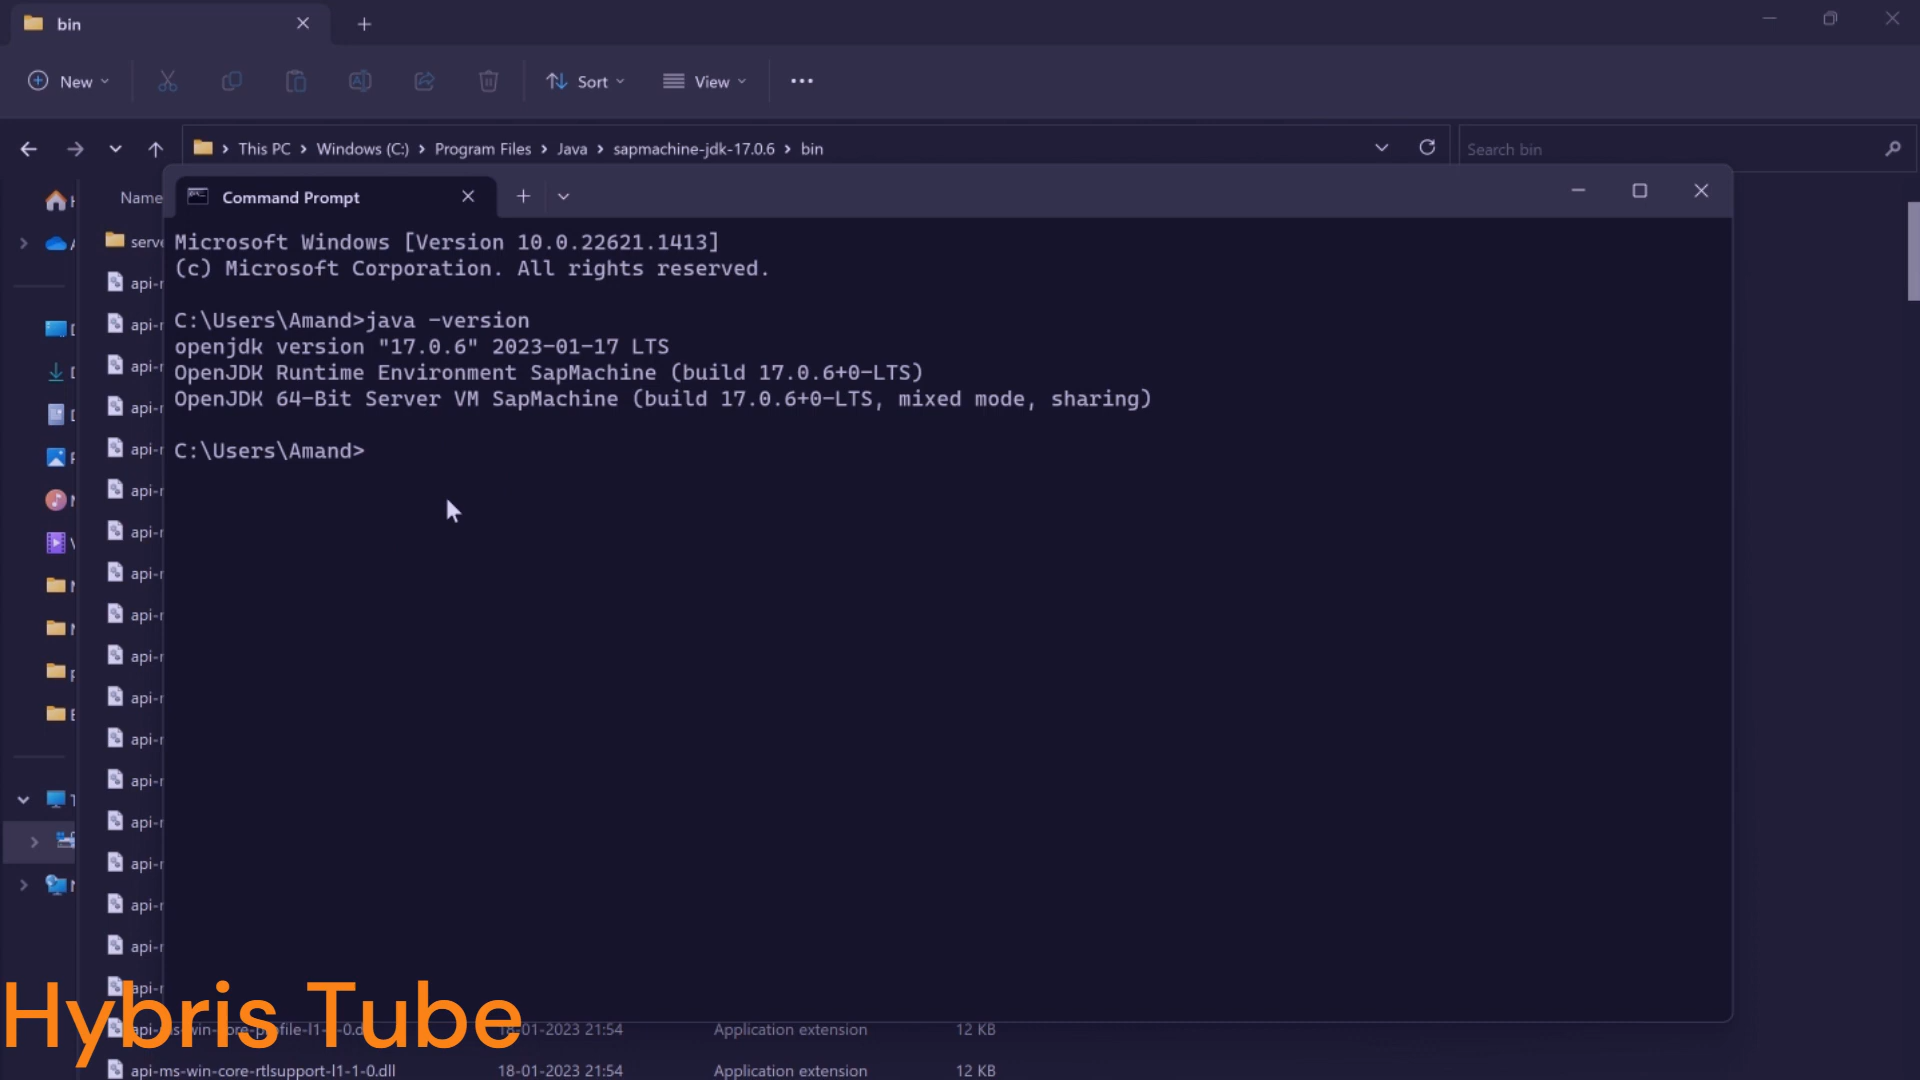 bin
New
Sort
View
This PC > Windows (C:) > Program Files > Java > sapmachine-jdk-17.0.6 > bin
Search bin
Name
Command Prompt
Microsoft Windows [Version 10.0.22621.1413]
(c) Microsoft Corporation. All rights reserved.
C:\Users\Amand>java -version
openjdk version "17.0.6" 2023-01-17 LTS
OpenJDK Runtime Environment SapMachine (build 17.0.6+0-LTS)
OpenJDK 64-Bit Server VM SapMachine (build 17.0.6+0-LTS, mixed mode, sharing)
C:\Users\Amand>
Hybris Tube
18-01-2023 21:54 Application extension 12 KB
api-ms-win-core-rtlsupport-l1-1-0.dll 18-01-2023 21:54 Application extension 12 KB